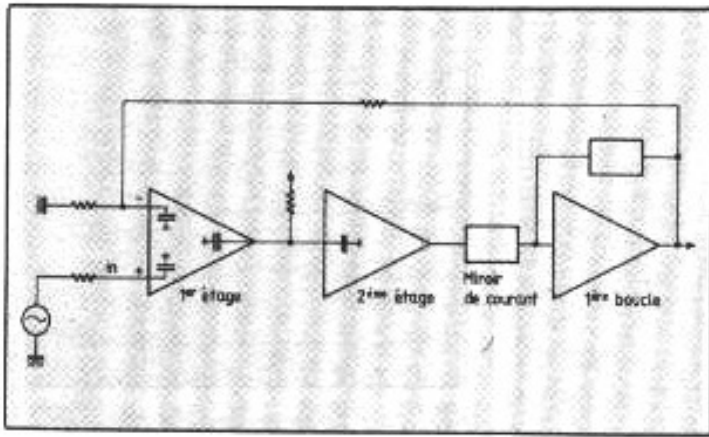 -
in
+
1er étage
2ème étage
Miroir
de courant
1ère boucle